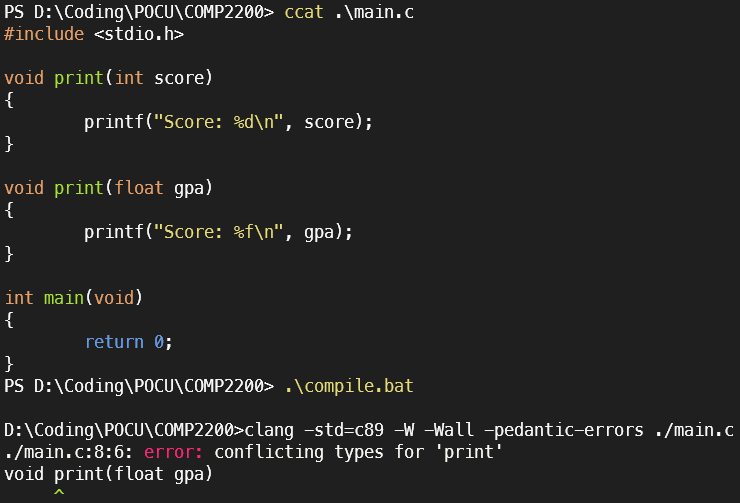 PS D:\Coding\POCU\COMP2200> ccat .\main.c
#include <stdio.h>
void print(int score)
{
printf("Score: %d\n", score);
}
void print(float gpa)
{
printf("Score: %f\n", gpa);
}
int main(void)
{
return 0;
}
PS D:\Coding\POCU\COMP2200> .\compile.bat
D:\Coding\POCU\COMP2200>clang -std=c89 -W -Wall -pedantic-errors ./main.c
./main.c:8:6: error: conflicting types for 'print'
void print(float gpa)
^